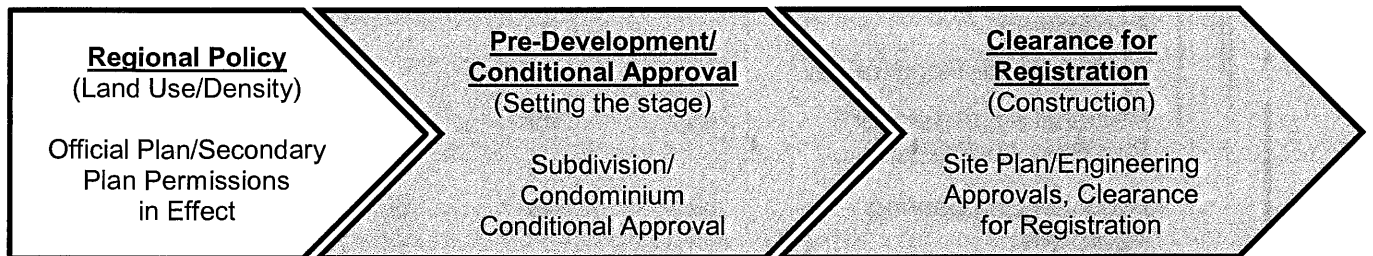 Regional Policy
(Land Use/Density)
Official Plan/Secondary
Plan Permissions
in Effect
Pre-Development/
Conditional Approval
(Setting the stage)
Subdivision/
Condominium
Conditional Approval
Clearance for
Registration
(Construction)
Site Plan/Engineering
Approvals, Clearance
for Registration